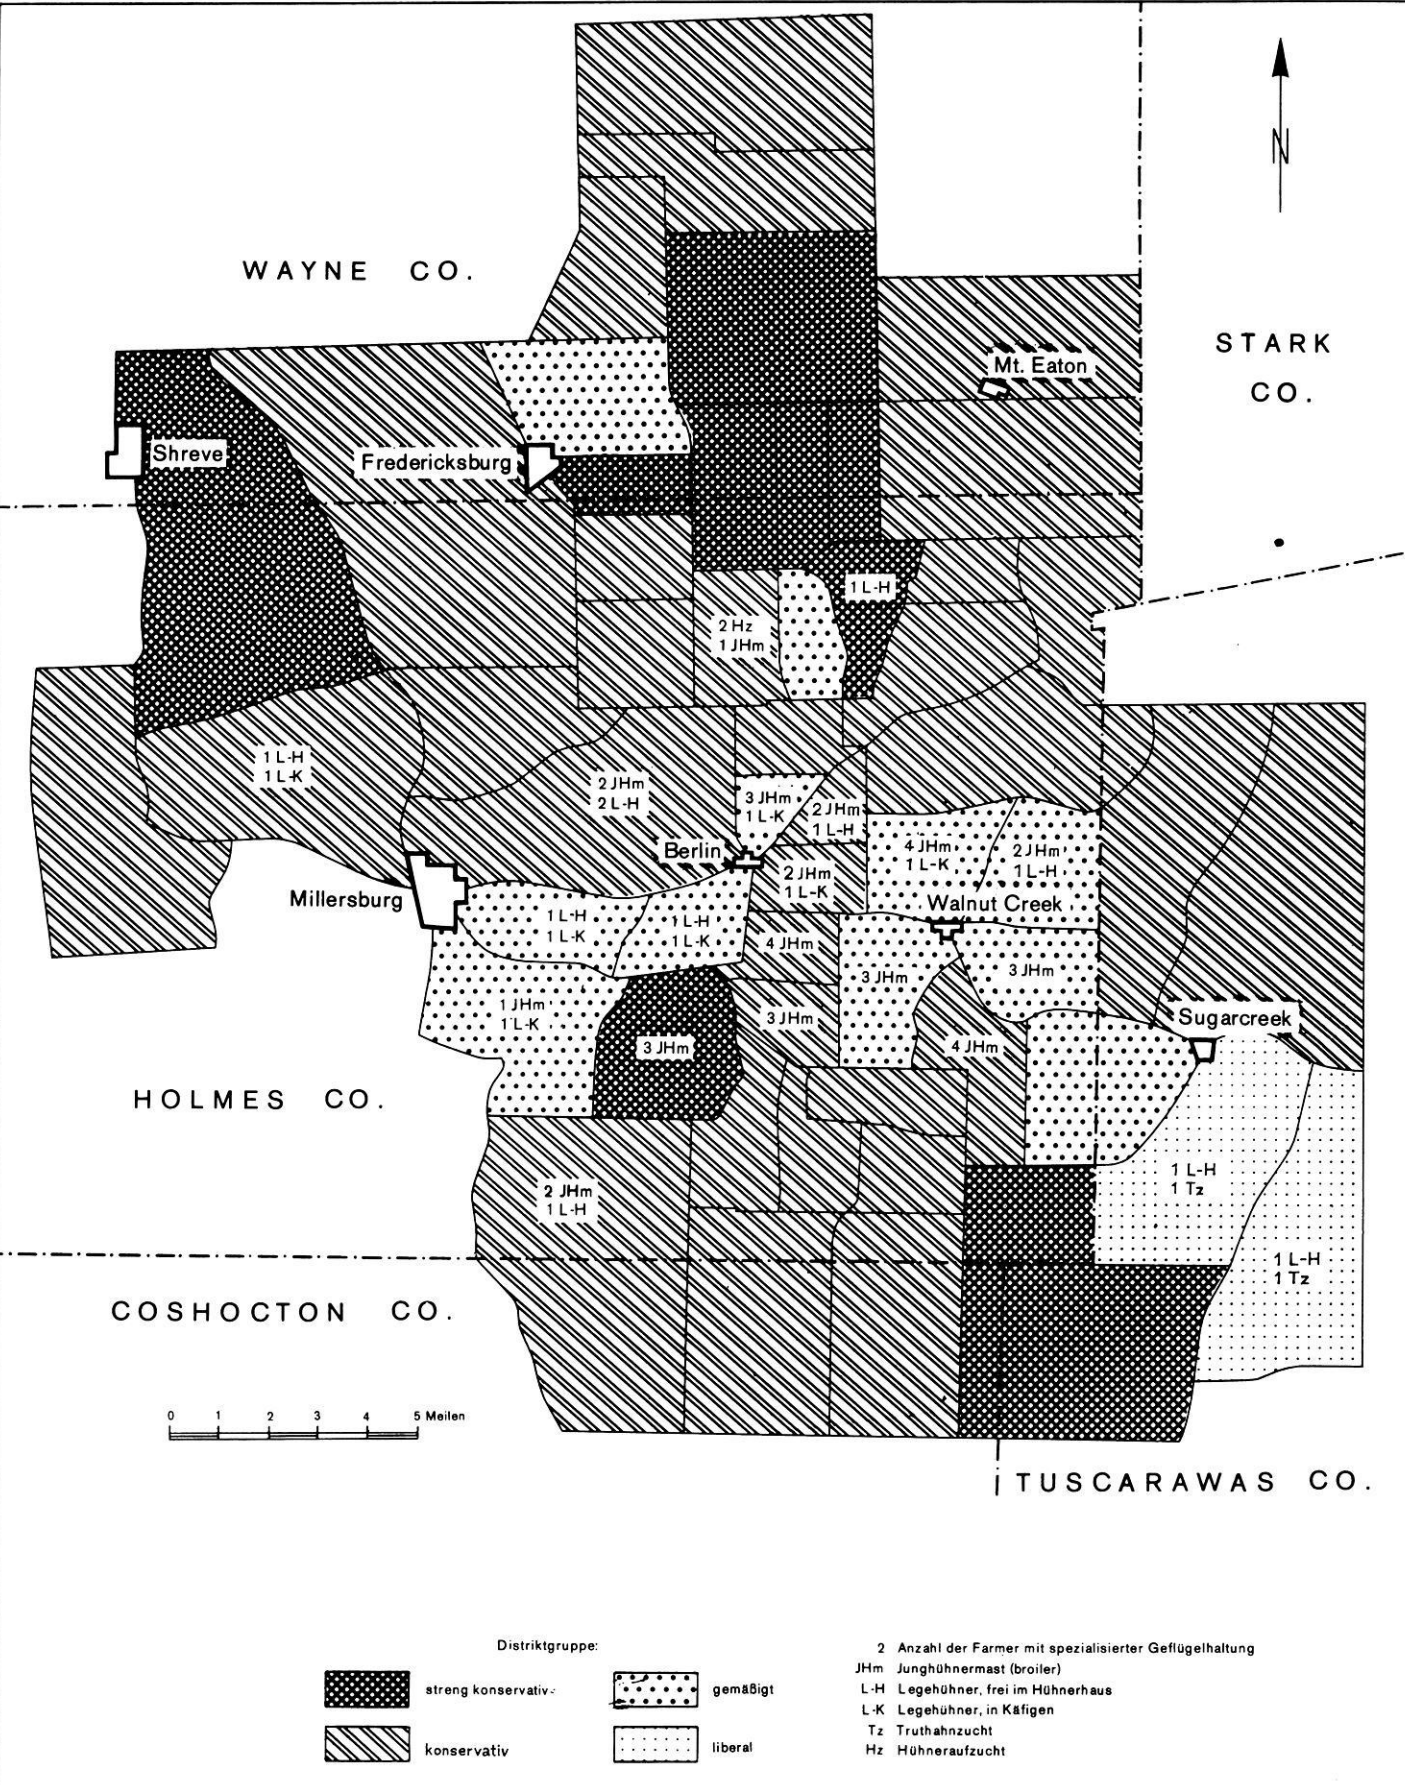 N
WAYNE CO.
STARK
CO.
Mt. Eaton
Shreve
Fredericksburg
1 L-H
2 Hz
1 JHm
1 L-H
1 L-K
2 JHm
2 L-H
3 JHm
1 L-K
2 JHm
1 L-H
Berlin
4 JHm
1 L-K
2 JHm
1 L-H
2 JHm
1 L-K
Millersburg
Walnut Creek
1 L-H
1 L-K
1 L-H
1 L-K
4 JHm
3 JHm
3 JHm
1 JHm
1 L-K
3 JHm
Sugarcreek
3 JHm
4 JHm
HOLMES CO.
1 L-H
1 Tz
2 JHm
1 L-H
1 L-H
1 Tz
COSHOCTON CO.
0 1 2 3 4 5 Meilen
TUSCARAWAS CO.
Distriktgruppe:
streng konservativ
gemäßigt
konservativ
liberal
2 Anzahl der Farmer mit spezialisierter Geflügelhaltung
JHm Junghühnermast (broiler)
L-H Legehühner, frei im Hühnerhaus
L-K Legehühner, in Käfigen
Tz Truthahnzucht
Hz Hühneraufzucht